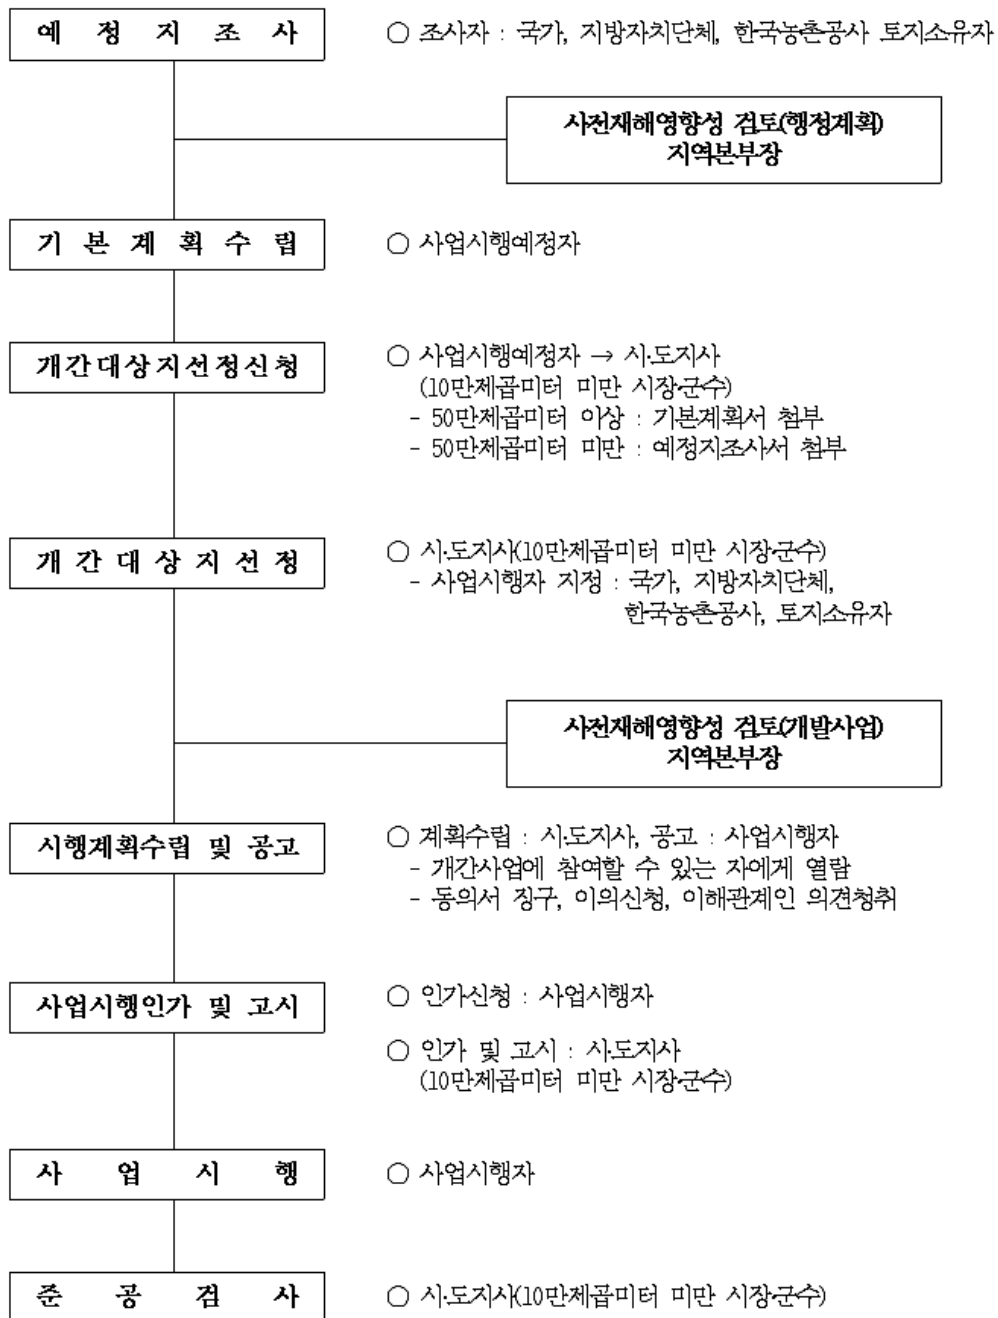 예 정 지 조 사
○ 조사자 : 국가, 지방자치단체, 한국농촌공사 토지소유자
사전재해영향성 검토(행정계획)
지역본부장
기 본 계 획 수 립
○ 사업시행예정자
개간대상지선정신청
○ 사업시행예정자 → 시·도지사
(10만제곱미터 미만 시장·군수)
- 50만제곱미터 이상 : 기본계획서 첨부
- 50만제곱미터 미만 : 예정지조사서 첨부
개 간 대 상 지 선 정
○ 시·도지사(10만제곱미터 미만 시장·군수)
- 사업시행자 지정 : 국가, 지방자치단체,
한국농촌공사, 토지소유자
사전재해영향성 검토(개발사업)
지역본부장
시행계획수립 및 공고
○ 계획수립 : 시·도지사, 공고 : 사업시행자
- 개간사업에 참여할 수 있는 자에게 열람
- 동의서 징구, 이의신청, 이해관계인 의견청취
사업시행인가 및 고시
○ 인가신청 : 사업시행자
○ 인가 및 고시 : 시·도지사
(10만제곱미터 미만 시장·군수)
사 업 시 행
○ 사업시행자
준 공 검 사
○ 시·도지사(10만제곱미터 미만 시장·군수)